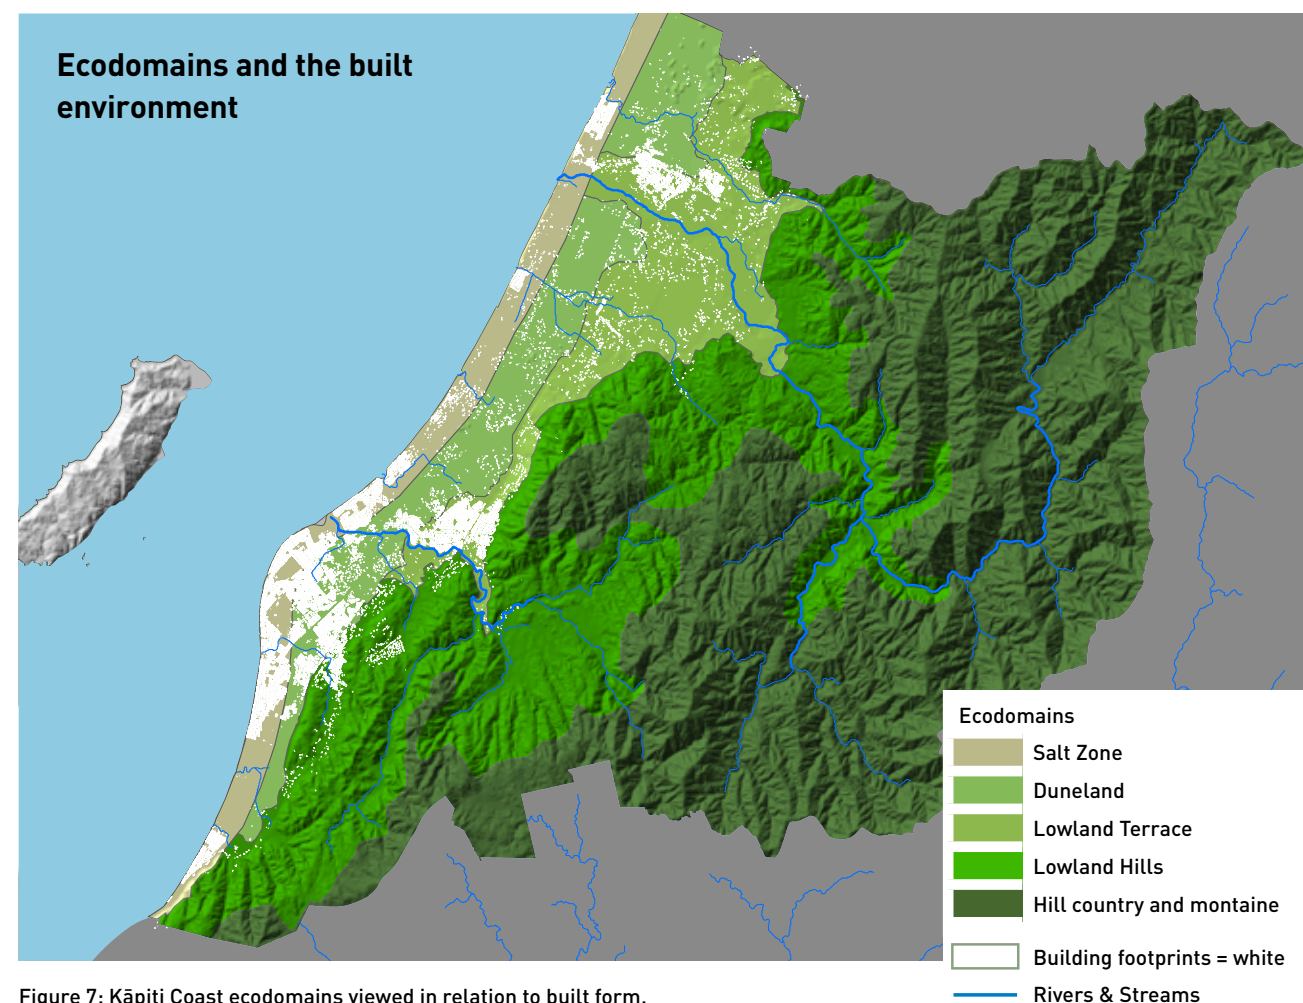 Ecodomains and the built
environment
Ecodomains
Salt Zone
Duneland
Lowland Terrace
Lowland Hills
Hill country and montaine
Building footprints = white
Rivers & Streams
Figure 7: Kāpiti Coast ecodomains viewed in relation to built form.